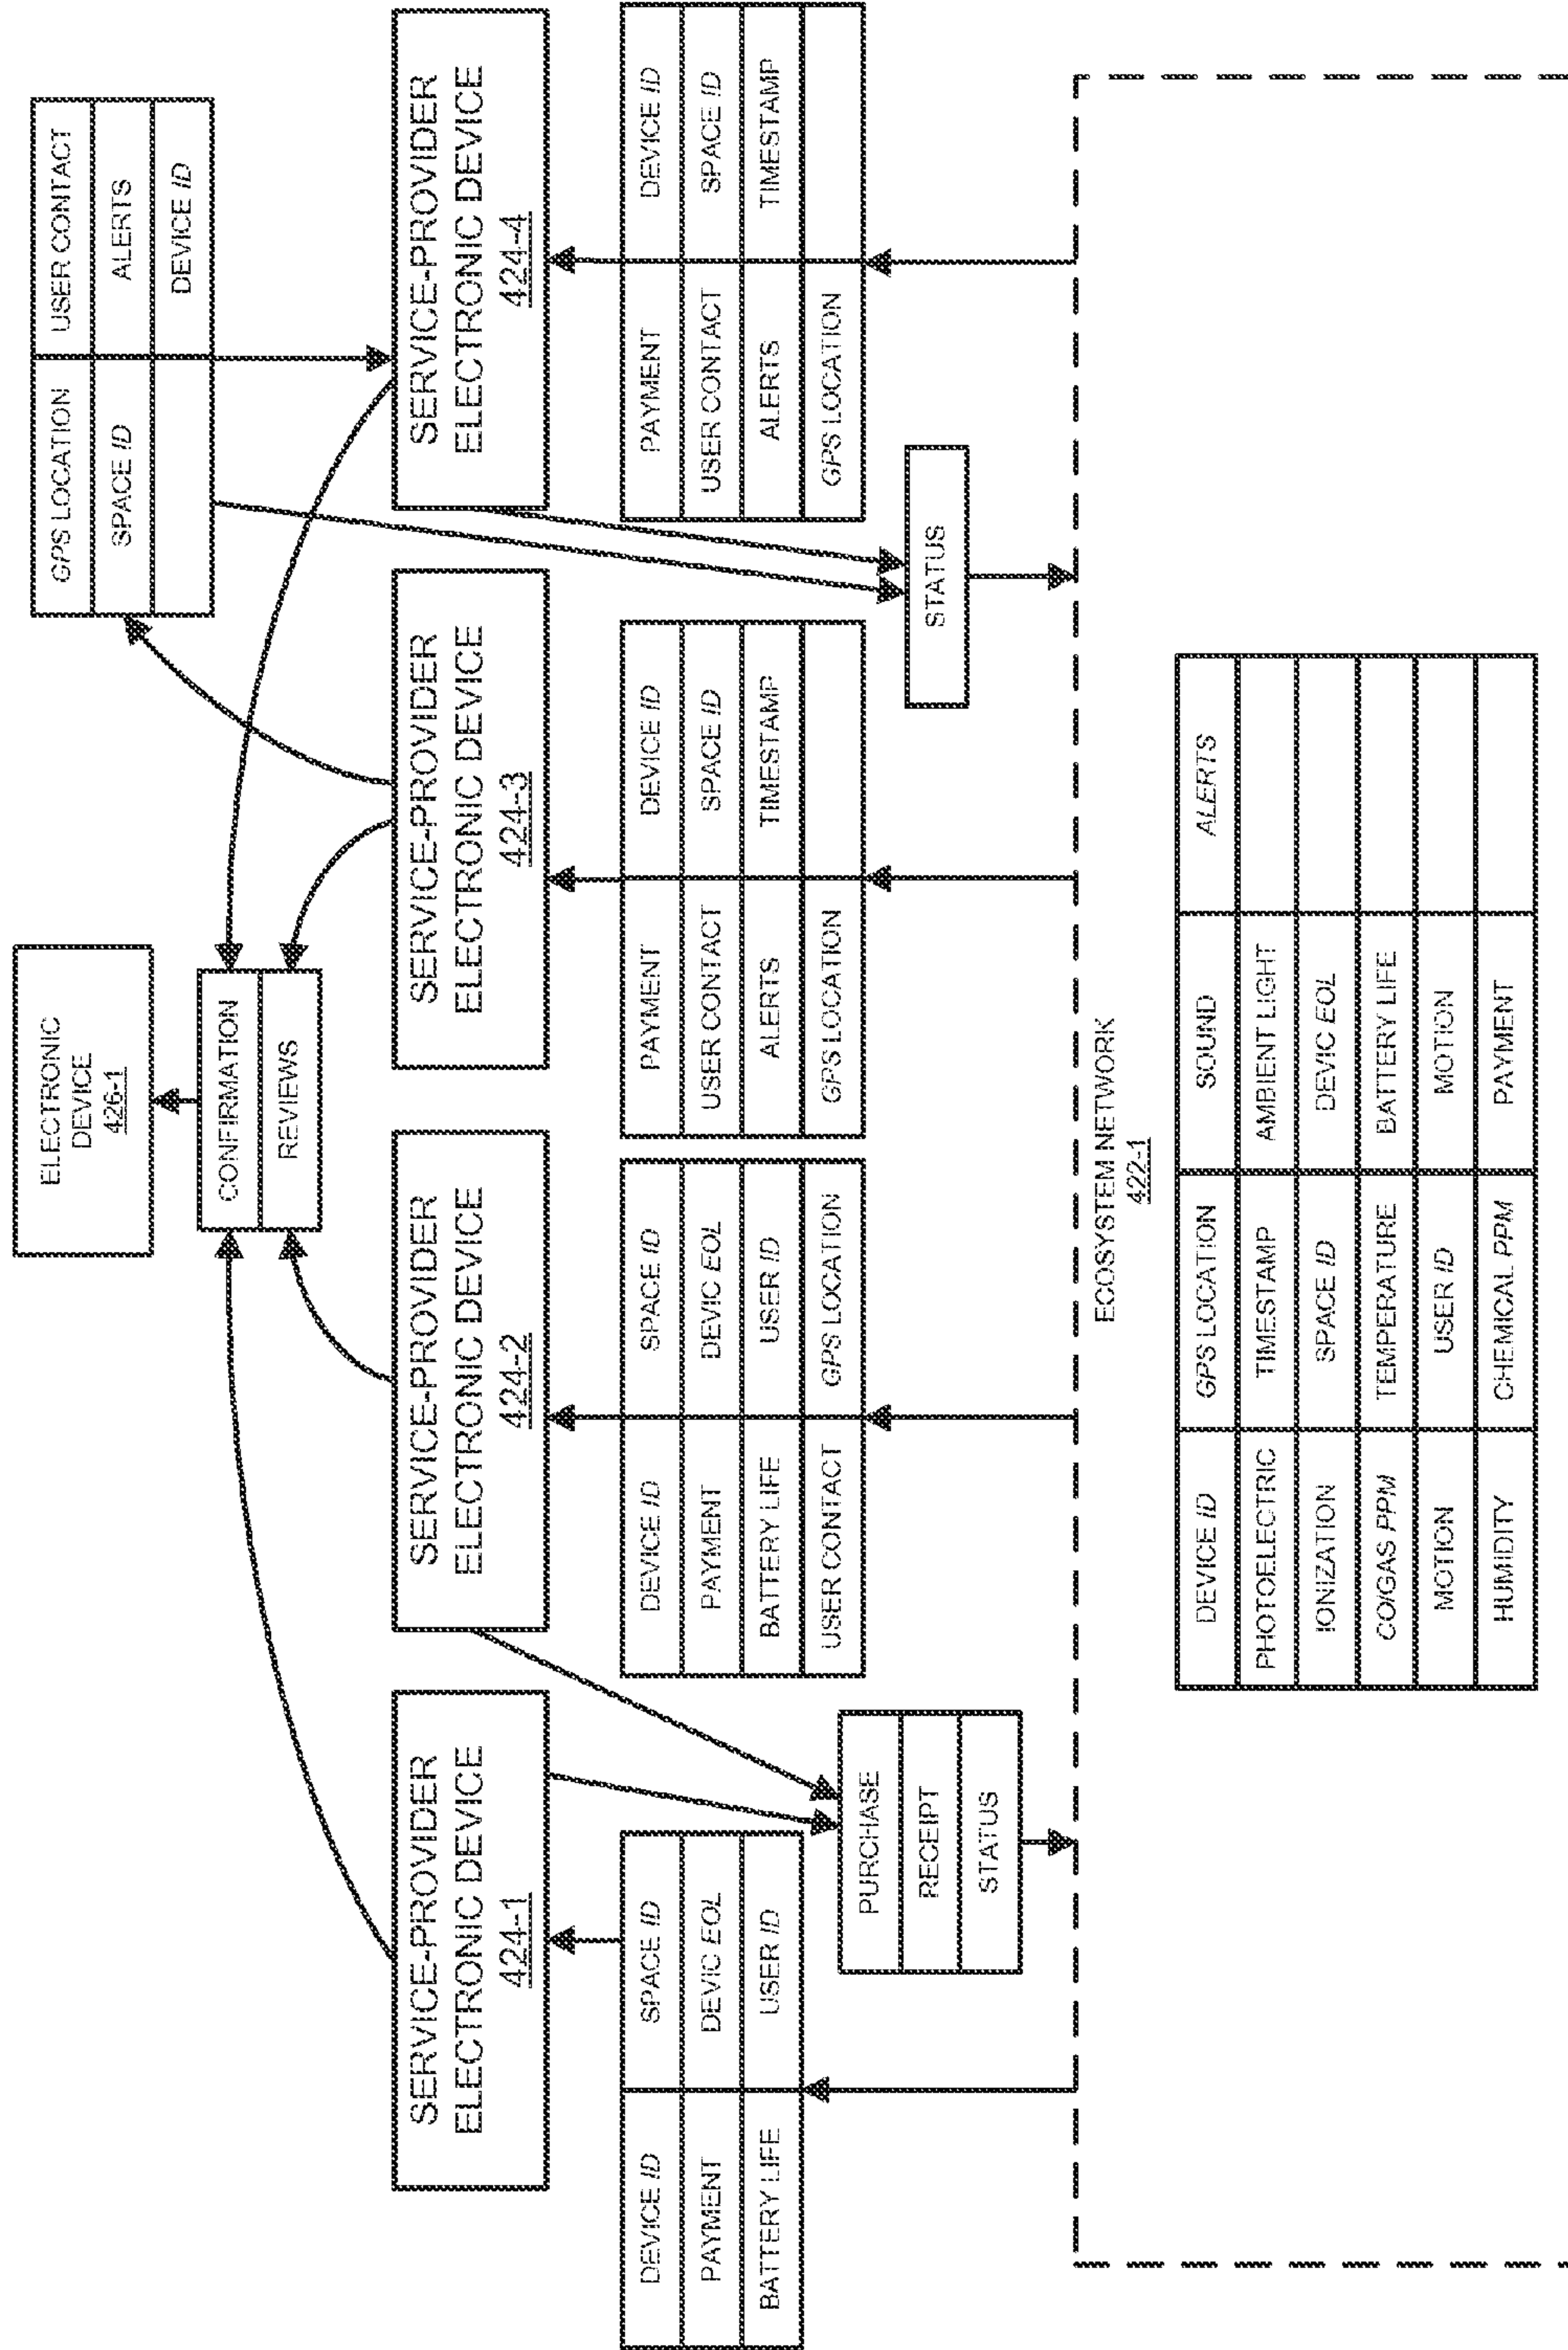 ELECTRONIC
DEVICE
426-1
CONFIRMATION
REVIEWS
GPS LOCATION USER CONTACT
SPACE ID ALERTS
DEVICE ID
SERVICE-PROVIDER
ELECTRONIC DEVICE
424-1
SERVICE-PROVIDER
ELECTRONIC DEVICE
424-2
SERVICE-PROVIDER
ELECTRONIC DEVICE
424-3
SERVICE-PROVIDER
ELECTRONIC DEVICE
424-4
DEVICE ID SPACE ID
PAYMENT DEVIC EOL
BATTERY LIFE USER ID
DEVICE ID SPACE ID
PAYMENT DEVIC EOL
BATTERY LIFE USER ID
USER CONTACT GPS LOCATION
PAYMENT DEVICE ID
USER CONTACT SPACE ID
ALERTS TIMESTAMP
GPS LOCATION
PAYMENT DEVICE ID
USER CONTACT SPACE ID
ALERTS TIMESTAMP
GPS LOCATION
PURCHASE
RECEIPT
STATUS
STATUS
ECOSYSTEM NETWORK
422-1
DEVICE ID GPS LOCATION SOUND ALERTS
PHOTOELECTRIC TIMESTAMP AMBIENT LIGHT
IONIZATION SPACE ID DEVIC EOL
CO/GAS PPM TEMPERATURE BATTERY LIFE
MOTION USER ID MOTION
HUMIDITY CHEMICAL PPM PAYMENT